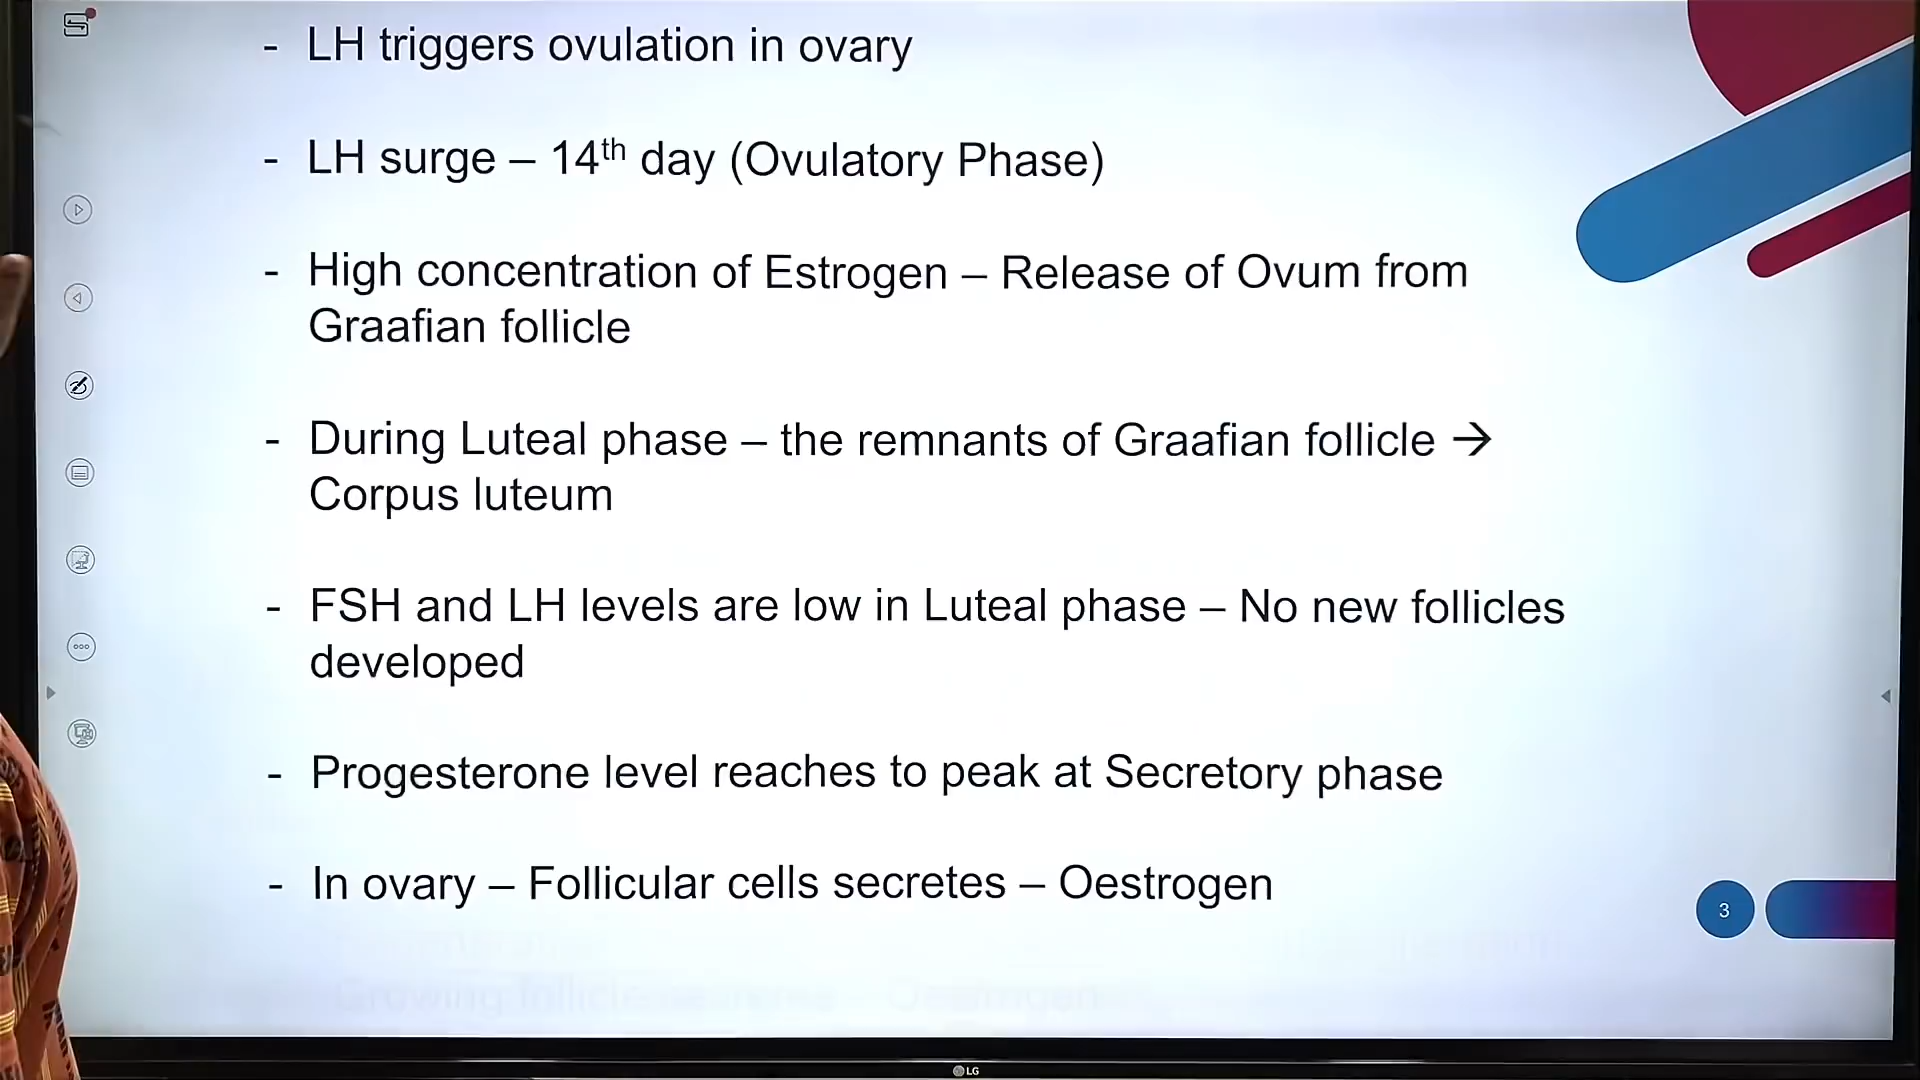 - LH triggers ovulation in ovary
- LH surge – 14th day (Ovulatory Phase)
- High concentration of Estrogen – Release of Ovum from
Graafian follicle
- During Luteal phase – the remnants of Graafian follicle →
Corpus luteum
- FSH and LH levels are low in Luteal phase – No new follicles
developed
- Progesterone level reaches to peak at Secretory phase
- In ovary – Follicular cells secretes – Oestrogen
3
LG